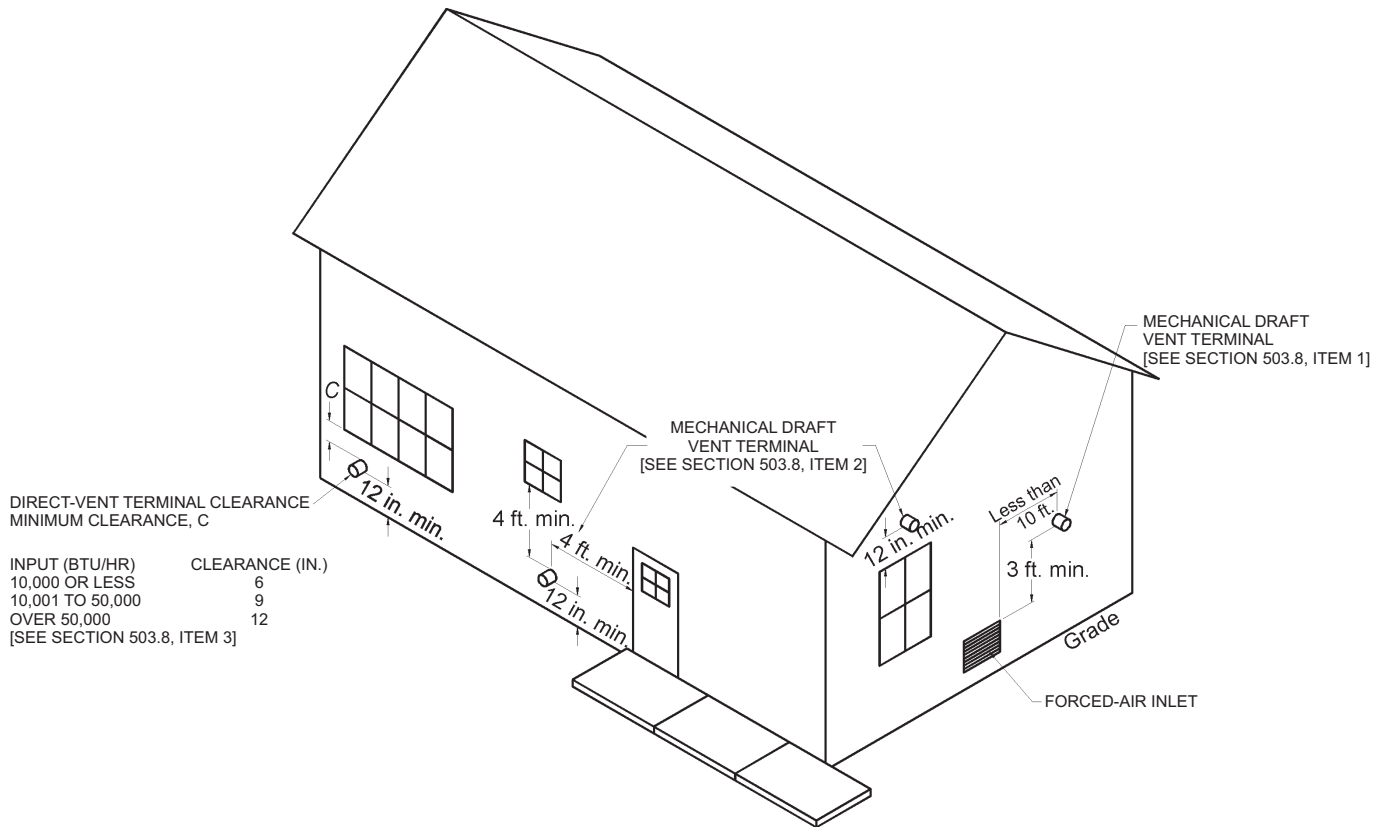 MECHANICAL DRAFT
VENT TERMINAL
[SEE SECTION 503.8, ITEM 1]
MECHANICAL DRAFT
VENT TERMINAL
[SEE SECTION 503.8, ITEM 2]
C
DIRECT-VENT TERMINAL CLEARANCE
MINIMUM CLEARANCE, C
12 in. min.
INPUT (BTU/HR) CLEARANCE (IN.)
10,000 OR LESS 6
10,001 TO 50,000 9
OVER 50,000 12
[SEE SECTION 503.8, ITEM 3]
4 ft. min.
4 ft. min.
12 in. min.
12 in. min.
Less than
10 ft.
3 ft. min.
Grade
FORCED-AIR INLET